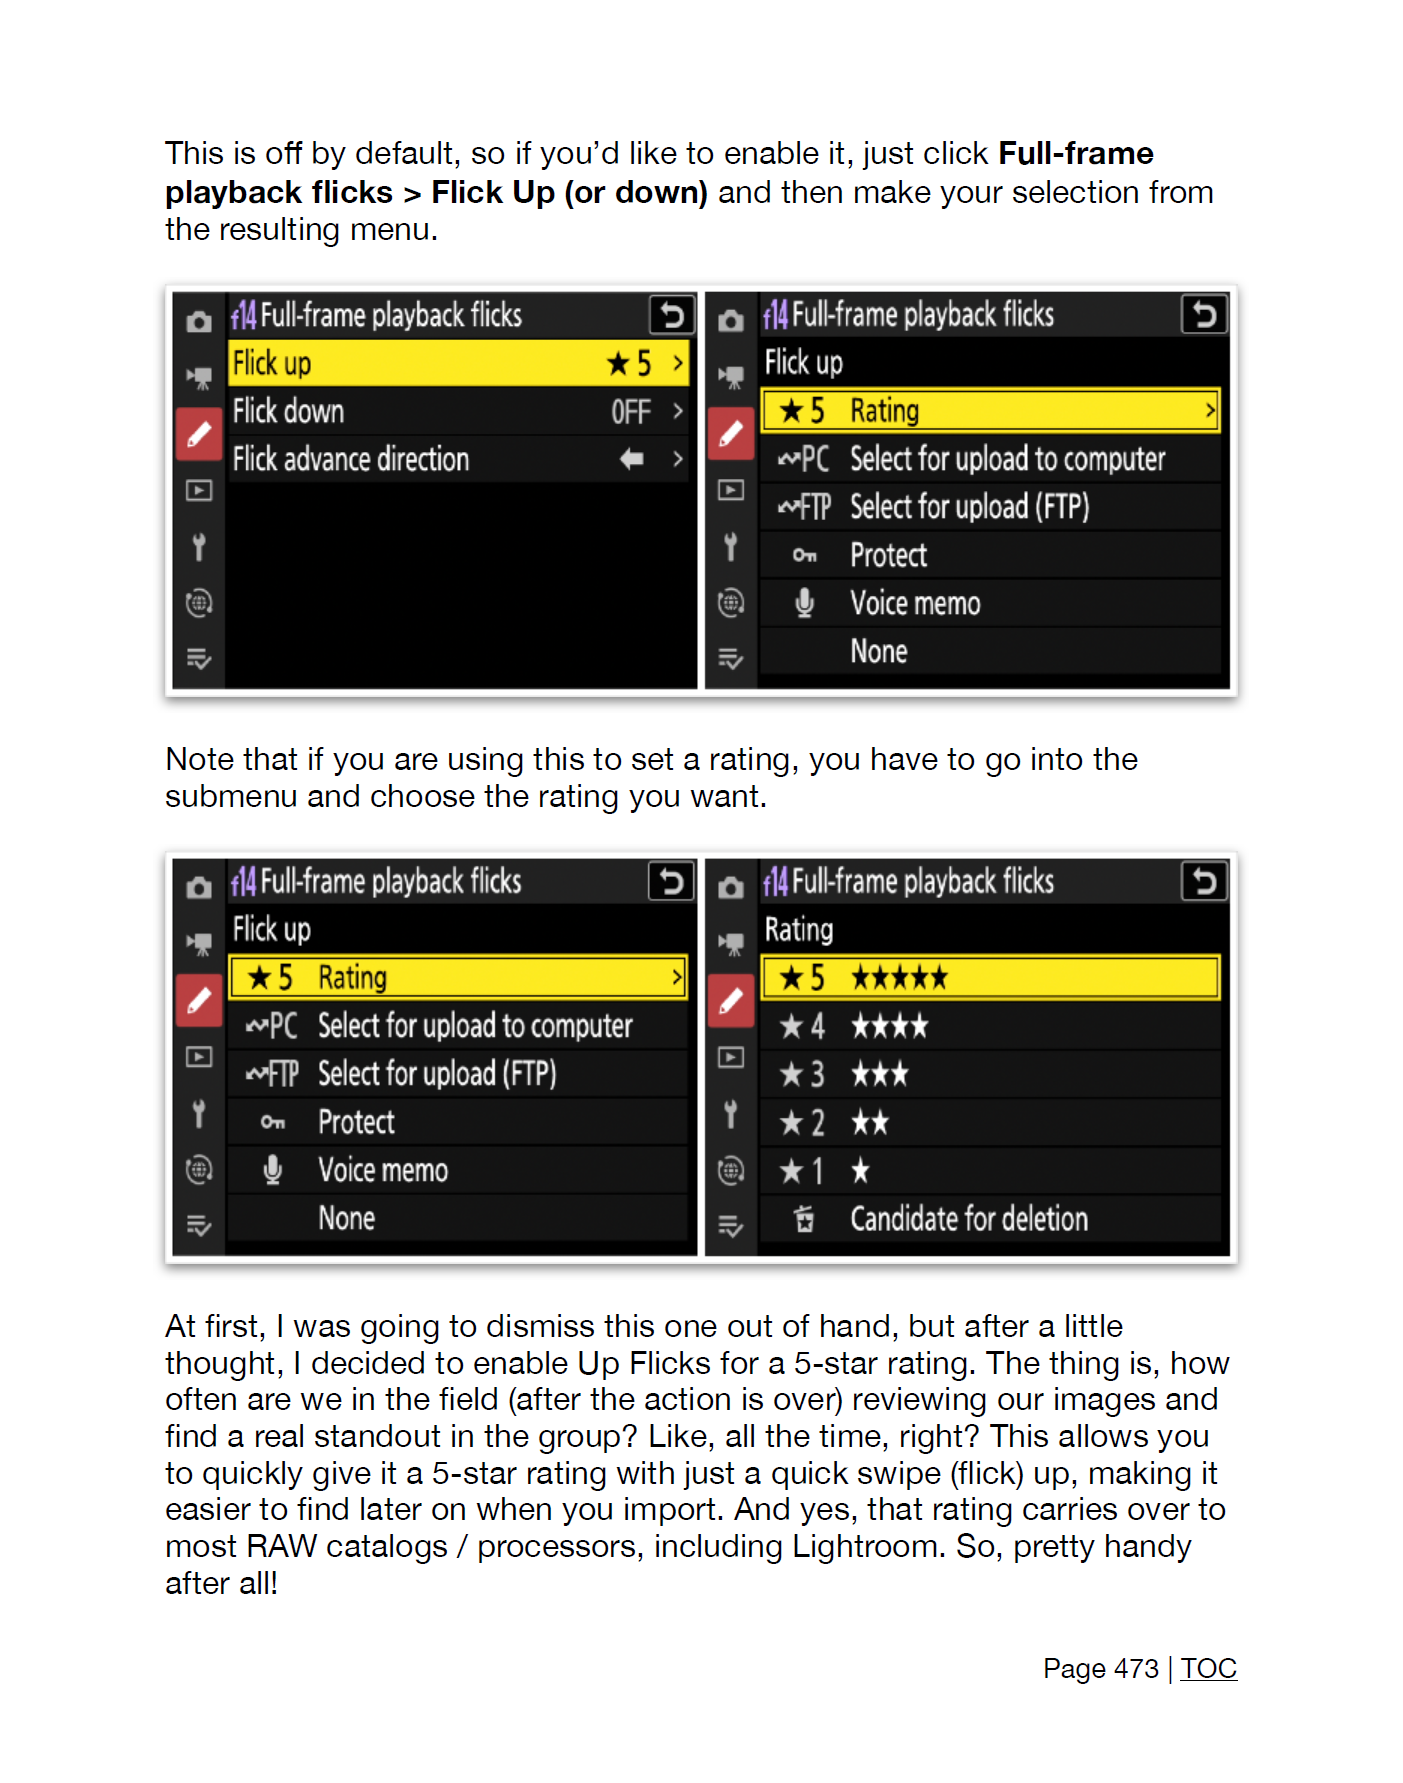 This is off by default, so if you’d like to enable it, just click Full-frame
playback flicks > Flick Up (or down) and then make your selection from
the resulting menu.
f14 Full-frame playback flicks
Flick up ★ 5 >
Flick down OFF >
Flick advance direction >
f14 Full-frame playback flicks
Flick up
★ 5 Rating >
PC Select for upload to computer
FTP Select for upload (FTP)
Protect
Voice memo
None
Note that if you are using this to set a rating, you have to go into the
submenu and choose the rating you want.
f14 Full-frame playback flicks
Flick up
★ 5 Rating >
PC Select for upload to computer
FTP Select for upload (FTP)
Protect
Voice memo
None
f14 Full-frame playback flicks
Rating
★ 5 ★★★★★
★ 4 ★★★★
★ 3 ★★★
★ 2 ★★
★ 1 ★
Candidate for deletion
At first, I was going to dismiss this one out of hand, but after a little
thought, I decided to enable Up Flicks for a 5-star rating. The thing is, how
often are we in the field (after the action is over) reviewing our images and
find a real standout in the group? Like, all the time, right? This allows you
to quickly give it a 5-star rating with just a quick swipe (flick) up, making it
easier to find later on when you import. And yes, that rating carries over to
most RAW catalogs / processors, including Lightroom. So, pretty handy
after all!
Page 473 | TOC